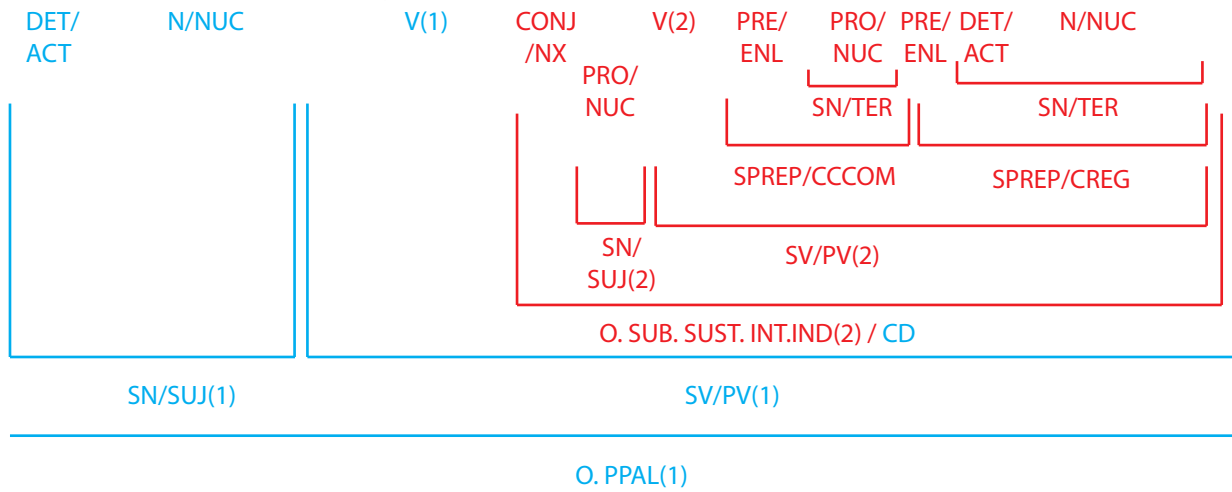 DET/ N/NUC V(1) CONJ V(2) PRE/ PRO/ PRE/ DET/ N/NUC
ACT /NX ENL NUC ENL ACT
PRO/
NUC SN/TER SN/TER
SPREP/CCCOM SPREP/CREG
SN/ SV/PV(2)
SUJ(2)
O. SUB. SUST. INT.IND(2) / CD
SN/SUJ(1) SV/PV(1)
O. PPAL(1)